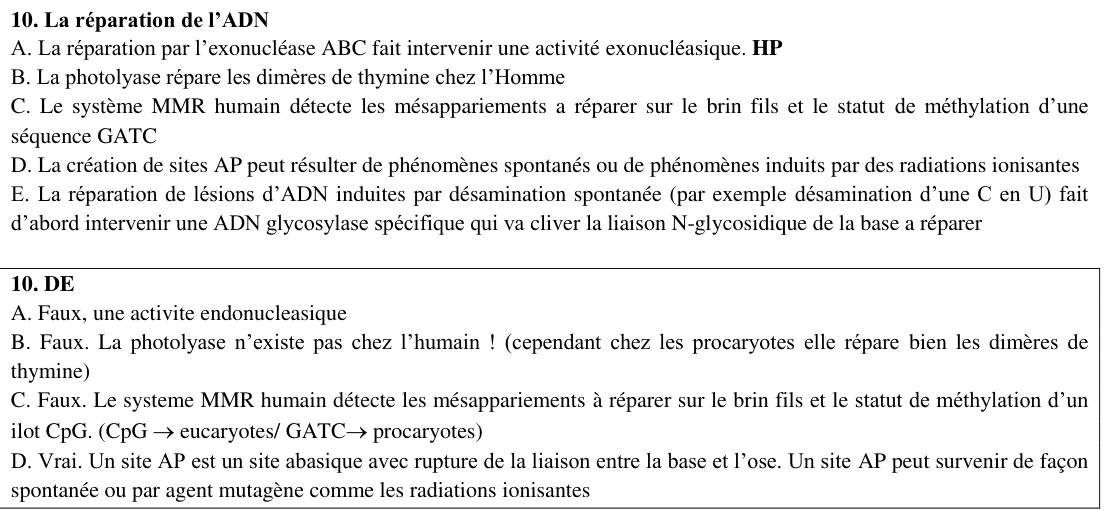 10. La réparation de l'ADN
A. La réparation par l'exonucléase ABC fait intervenir une activité exonucléasique. HP
B. La photolyase répare les dimères de thymine chez l'Homme
C. Le système MMR humain détecte les mésappariements a réparer sur le brin fils et le statut de méthylation d'une
séquence GATC
D. La création de sites AP peut résulter de phénomènes spontanés ou de phénomènes induits par des radiations ionisantes
E. La réparation de lésions d'ADN induites par désamination spontanée (par exemple désamination d'une C en U) fait
d'abord intervenir une ADN glycosylase spécifique qui va cliver la liaison N-glycosidique de la base a réparer
10. DE
A. Faux, une activite endonucleasique
B. Faux. La photolyase n'existe pas chez l'humain ! (cependant chez les procaryotes elle répare bien les dimères de
thymine)
C. Faux. Le systeme MMR humain détecte les mésappariements à réparer sur le brin fils et le statut de méthylation d'un
ilot CpG. (CpG → eucaryotes/ GATC→ procaryotes)
D. Vrai. Un site AP est un site abasique avec rupture de la liaison entre la base et l'ose. Un site AP peut survenir de façon
spontanée ou par agent mutagène comme les radiations ionisantes